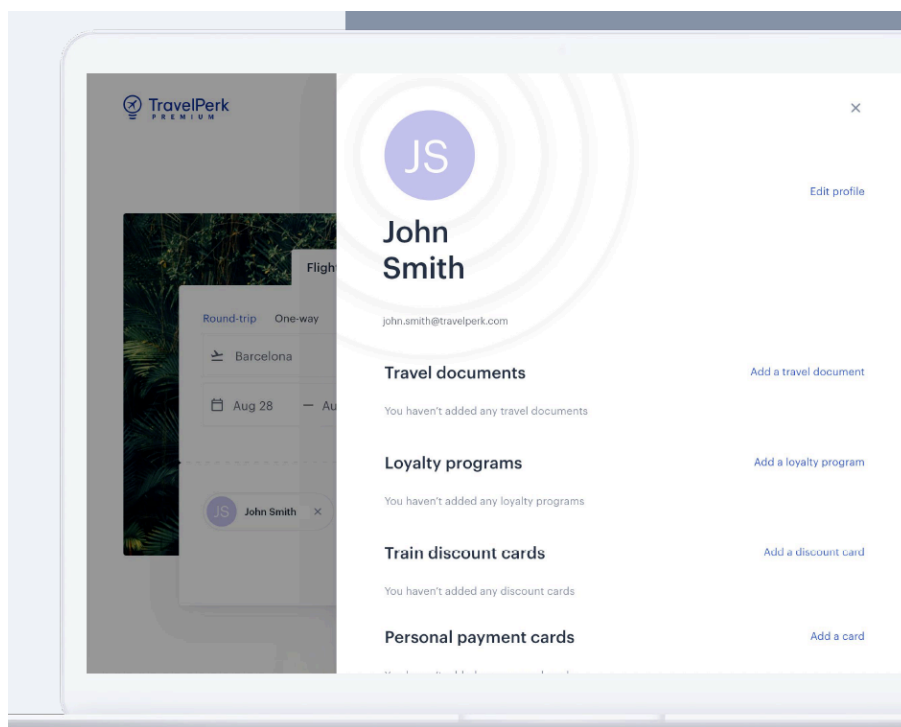 TravelPerk
PREMIUM
Fligh
Round-trip One-way
Barcelona
Aug 28 — Au
JS John Smith ×
×
JS
Edit profile
John
Smith
john.smith@travelperk.com
Travel documents Add a travel document
You haven't added any travel documents
Loyalty programs Add a loyalty program
You haven't added any loyalty programs
Train discount cards Add a discount card
You haven't added any discount cards
Personal payment cards Add a card